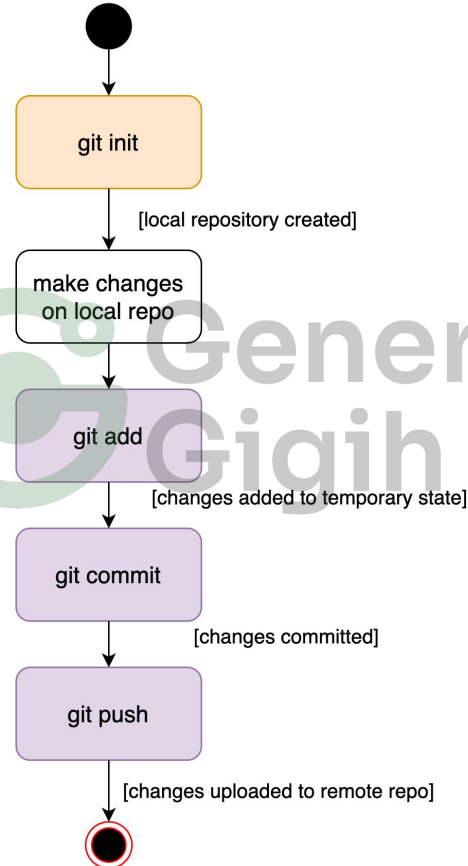 git init
[local repository created]
make changes
on local repo
Gener
git add
Gigih
[changes added to temporary state]
git commit
[changes committed]
git push
[changes uploaded to remote repo]